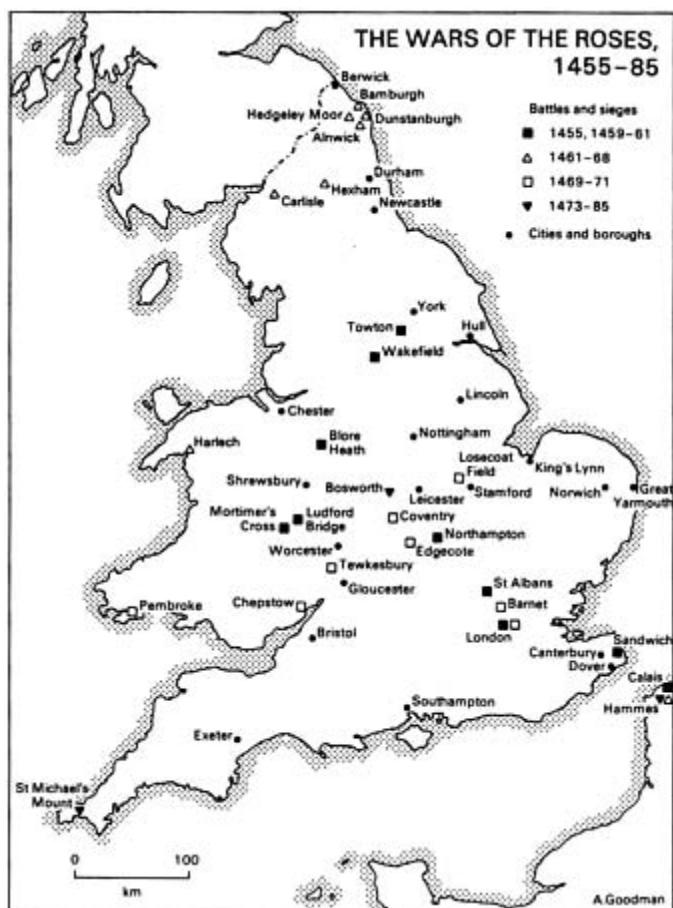 THE WARS OF THE ROSES,
1455-85
Battles and sieges
1455, 1459-61
1461-68
1469-71
1473-85
Cities and boroughs
Berwick
Bamburgh
Hedgeley Moor
Dunstanburgh
Alnwick
Durham
Hexham
Carlisle
Newcastle
York
Towton
Hull
Wakefield
Lincoln
Chester
Nottingham
Blore
Heath
Harlech
Losecoat
Field
King's Lynn
Shrewsbury
Bosworth
Leicester
Stamford
Norwich
Great
Yarmouth
Mortimer's
Cross
Ludford
Bridge
Coventry
Northampton
Worcester
Edgecote
Tewkesbury
St Albans
Gloucester
Pembroke
Chepstow
Barnet
London
Bristol
Canterbury
Sandwich
Dover
Calais
Southampton
Hammes
Exeter
St Michael's
Mount
0 100
km
A.Goodman